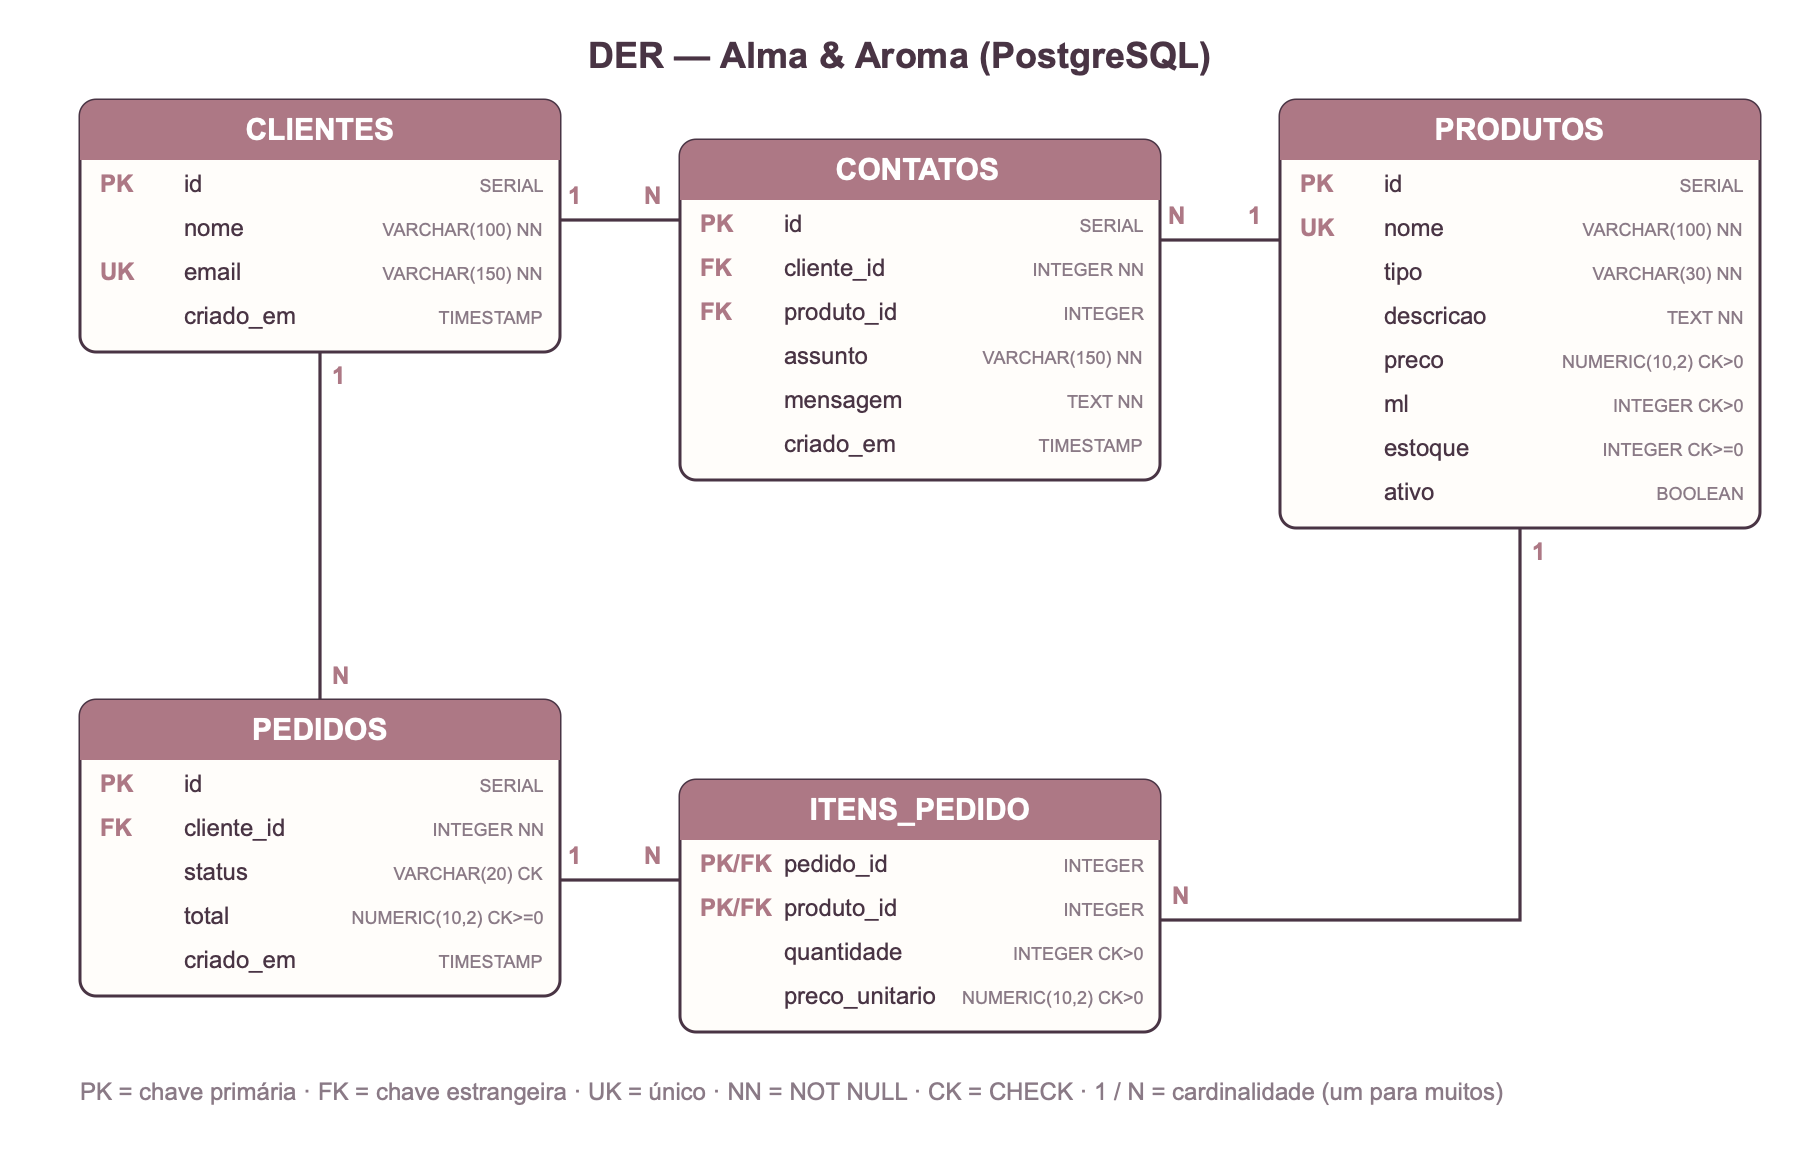 DER — Alma & Aroma (PostgreSQL)
CLIENTES
PK id SERIAL
nome VARCHAR(100) NN
UK email VARCHAR(150) NN
criado_em TIMESTAMP
1 N
CONTATOS
PK id SERIAL
FK cliente_id INTEGER NN
FK produto_id INTEGER
assunto VARCHAR(150) NN
mensagem TEXT NN
criado_em TIMESTAMP
N 1
PRODUTOS
PK id SERIAL
UK nome VARCHAR(100) NN
tipo VARCHAR(30) NN
descricao TEXT NN
preco NUMERIC(10,2) CK>0
ml INTEGER CK>0
estoque INTEGER CK>=0
ativo BOOLEAN
1
1
N
PEDIDOS
PK id SERIAL
FK cliente_id INTEGER NN
status VARCHAR(20) CK
total NUMERIC(10,2) CK>=0
criado_em TIMESTAMP
1 N
ITENS_PEDIDO
PK/FK pedido_id INTEGER
PK/FK produto_id INTEGER
quantidade INTEGER CK>0
preco_unitario NUMERIC(10,2) CK>0
N
PK = chave primária · FK = chave estrangeira · UK = único · NN = NOT NULL · CK = CHECK · 1 / N = cardinalidade (um para muitos)